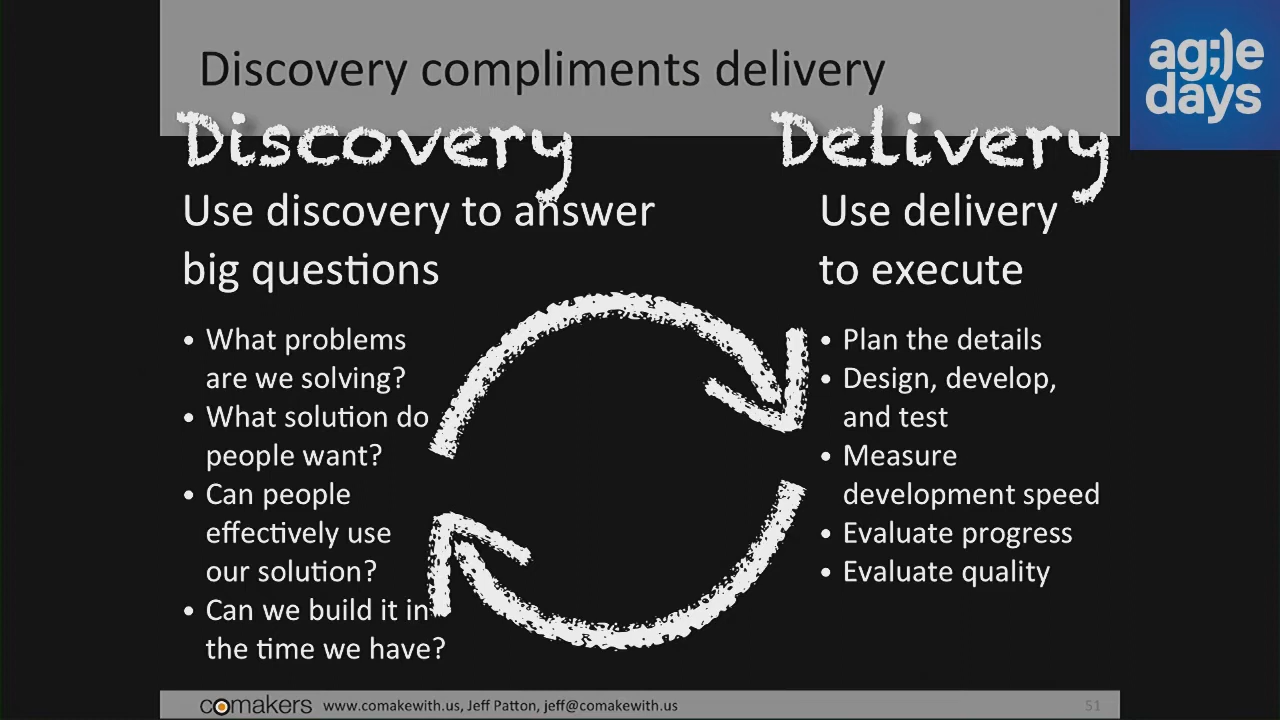 Discovery compliments delivery
ag;)e
days
Discovery
Use discovery to answer
big questions
• What problems
are we solving?
• What solution do
people want?
• Can people
effectively use
our solution?
• Can we build it in
the time we have?
Delivery
Use delivery
to execute
• Plan the details
• Design, develop,
and test
• Measure
development speed
• Evaluate progress
• Evaluate quality
comakers www.comakewith.us, Jeff Patton, jeff@comakewith.us 51